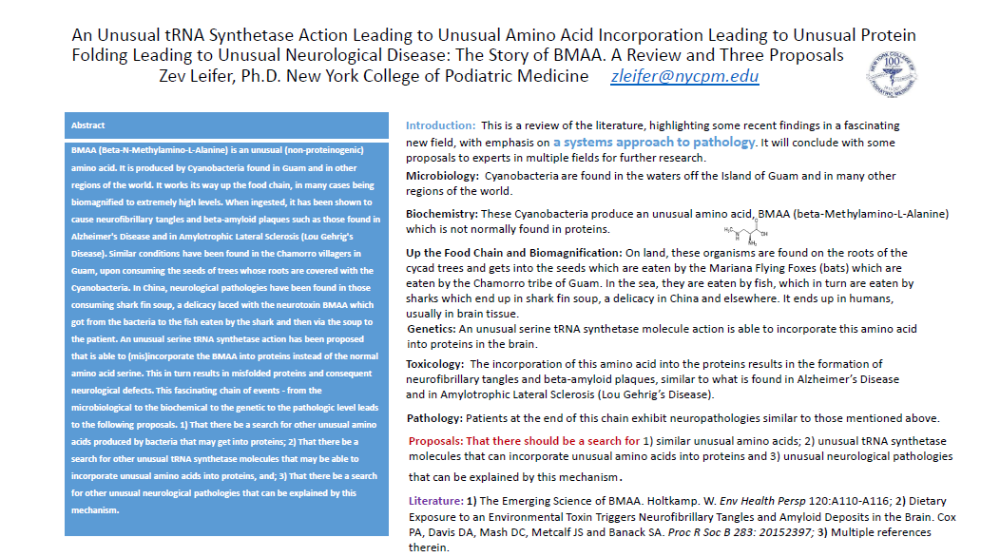 An Unusual tRNA Synthetase Action Leading to Unusual Amino Acid Incorporation Leading to Unusual Protein
Folding Leading to Unusual Neurological Disease: The Story of BMAA. A Review and Three Proposals
Zev Leifer, Ph.D. New York College of Podiatric Medicine zleifer@nycpm.edu
NEW YORK COLLEGE OF
100
PODIATRIC MEDICINE
Abstract
BMAA (Beta-N-Methylamino-L-Alanine) is an unusual (non-proteinogenic)
amino acid. It is produced by Cyanobacteria found in Guam and in other
regions of the world. It works its way up the food chain, in many cases being
biomagnified to extremely high levels. When ingested, it has been shown to
cause neurofibrillary tangles and beta-amyloid plaques such as those found in
Alzheimer's Disease and in Amylotrophic Lateral Sclerosis (Lou Gehrig's
Disease). Similar conditions have been found in the Chamorro villagers in
Guam, upon consuming the seeds of trees whose roots are covered with the
Cyanobacteria. In China, neurological pathologies have been found in those
consuming shark fin soup, a delicacy laced with the neurotoxin BMAA which
got from the bacteria to the fish eaten by the shark and then via the soup to
the patient. An unusual serine tRNA synthetase action has been proposed
that is able to (mis)incorporate the BMAA into proteins instead of the normal
amino acid serine. This in turn results in misfolded proteins and consequent
neurological defects. This fascinating chain of events - from the
microbiological to the biochemical to the genetic to the pathologic level leads
to the following proposals. 1) That there be a search for other unusual amino
acids produced by bacteria that may get into proteins; 2) That there be a
search for other unusual tRNA synthetase molecules that may be able to
incorporate unusual amino acids into proteins, and; 3) That there be a search
for other unusual neurological pathologies that can be explained by this
mechanism.
Introduction: This is a review of the literature, highlighting some recent findings in a fascinating
new field, with emphasis on a systems approach to pathology. It will conclude with some
proposals to experts in multiple fields for further research.
Microbiology: Cyanobacteria are found in the waters off the Island of Guam and in many other
regions of the world.
Biochemistry: These Cyanobacteria produce an unusual amino acid, BMAA (beta-Methylamino-L-Alanine)
which is not normally found in proteins.
O
H₃C
N
H
OH
NH₂
Up the Food Chain and Biomagnification: On land, these organisms are found on the roots of the
cycad trees and gets into the seeds which are eaten by the Mariana Flying Foxes (bats) which are
eaten by the Chamorro tribe of Guam. In the sea, they are eaten by fish, which in turn are eaten by
sharks which end up in shark fin soup, a delicacy in China and elsewhere. It ends up in humans,
usually in brain tissue.
Genetics: An unusual serine tRNA synthetase molecule action is able to incorporate this amino acid
into proteins in the brain.
Toxicology: The incorporation of this amino acid into the proteins results in the formation of
neurofibrillary tangles and beta-amyloid plaques, similar to what is found in Alzheimer's Disease
and in Amylotrophic Lateral Sclerosis (Lou Gehrig's Disease).
Pathology: Patients at the end of this chain exhibit neuropathologies similar to those mentioned above.
Proposals: That there should be a search for 1) similar unusual amino acids; 2) unusual tRNA synthetase
molecules that can incorporate unusual amino acids into proteins and 3) unusual neurological pathologies
that can be explained by this mechanism.
Literature: 1) The Emerging Science of BMAA. Holtkamp. W. Env Health Persp 120:A110-A116; 2) Dietary
Exposure to an Environmental Toxin Triggers Neurofibrillary Tangles and Amyloid Deposits in the Brain. Cox
PA, Davis DA, Mash DC, Metcalf JS and Banack SA. Proc R Soc B 283: 20152397; 3) Multiple references
therein.